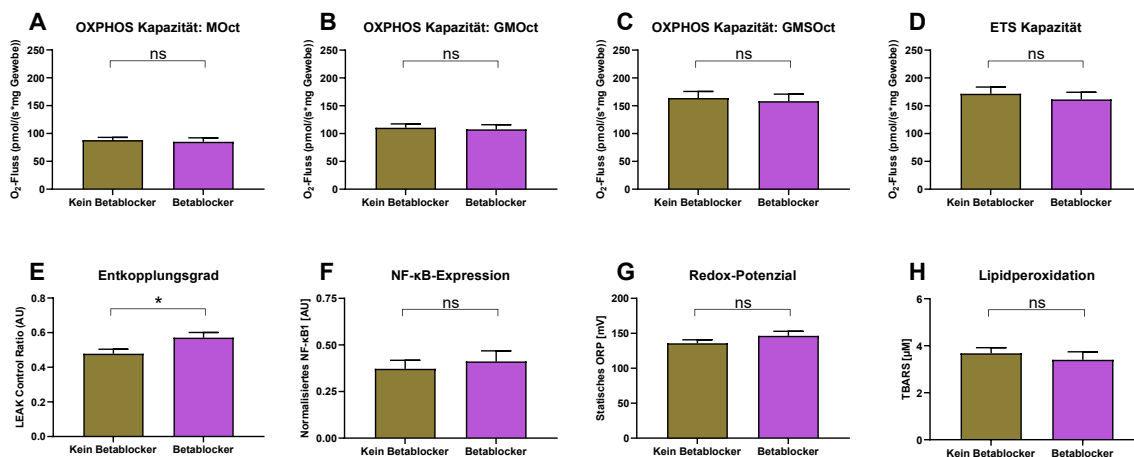 A
OXPHOS Kapazität: MOct
O2-Fluss (pmol/(s*mg Gewebe))
250
200
150
100
50
0
ns
Kein Betablocker
Betablocker
B
OXPHOS Kapazität: GMOct
O2-Fluss (pmol/(s*mg Gewebe))
250
200
150
100
50
0
ns
Kein Betablocker
Betablocker
C
OXPHOS Kapazität: GMSOct
O2-Fluss (pmol/(s*mg Gewebe))
250
200
150
100
50
0
ns
Kein Betablocker
Betablocker
D
ETS Kapazität
O2-Fluss (pmol/(s*mg Gewebe))
250
200
150
100
50
0
ns
Kein Betablocker
Betablocker
E
Entkopplungsgrad
LEAK Control Ratio (AU)
0.8
0.6
0.4
0.2
0.0
*
Kein Betablocker
Betablocker
F
NF-κB-Expression
Normalisiertes NF-κB1 [AU]
0.75
0.50
0.25
0.00
ns
Kein Betablocker
Betablocker
G
Redox-Potenzial
Statisches ORP [mV]
200
150
100
50
0
ns
Kein Betablocker
Betablocker
H
Lipidperoxidation
TBARS [µM]
6
4
2
0
ns
Kein Betablocker
Betablocker